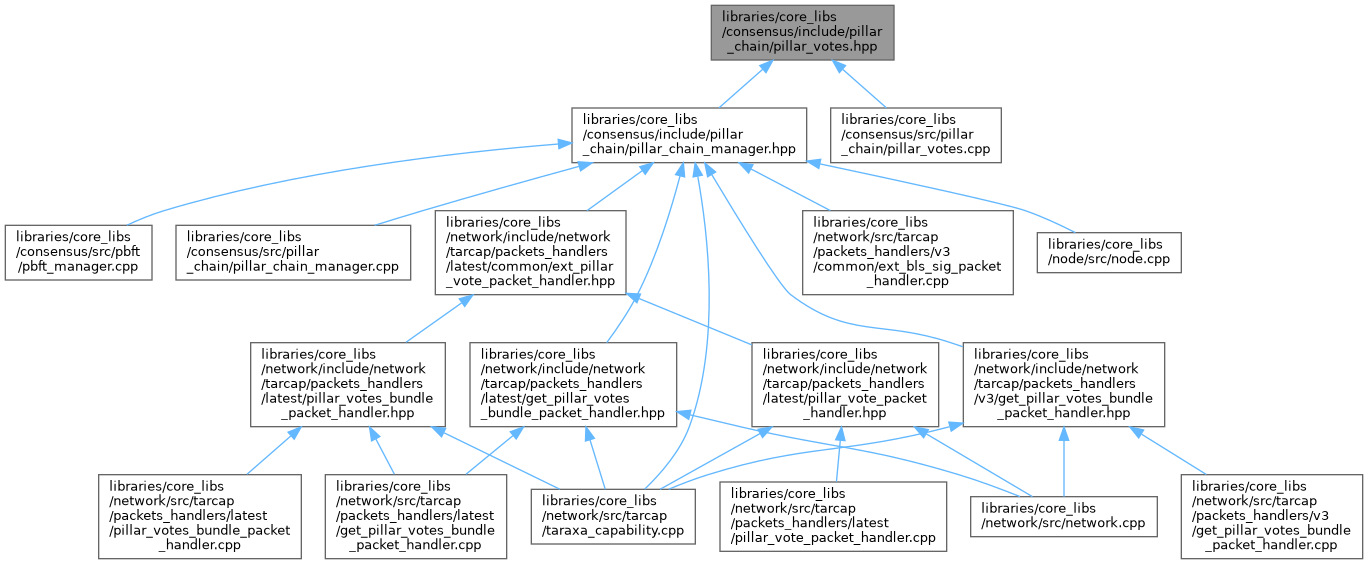 libraries/core_libs
/consensus/include/pillar
_chain/pillar_votes.hpp
libraries/core_libs
/consensus/include/pillar
_chain/pillar_chain_manager.hpp
libraries/core_libs
/consensus/src/pillar
_chain/pillar_votes.cpp
libraries/core_libs
/consensus/src/pbft
/pbft_manager.cpp
libraries/core_libs
/consensus/src/pillar
_chain/pillar_chain_manager.cpp
libraries/core_libs
/network/include/network
/tarcap/packets_handlers
/latest/common/ext_pillar
_vote_packet_handler.hpp
libraries/core_libs
/network/src/tarcap
/packets_handlers/v3
/common/ext_bls_sig_packet
_handler.cpp
libraries/core_libs
/node/src/node.cpp
libraries/core_libs
/network/include/network
/tarcap/packets_handlers
/latest/pillar_votes_bundle
_packet_handler.hpp
libraries/core_libs
/network/include/network
/tarcap/packets_handlers
/latest/get_pillar_votes
_bundle_packet_handler.hpp
libraries/core_libs
/network/include/network
/tarcap/packets_handlers
/latest/pillar_vote_packet
_handler.hpp
libraries/core_libs
/network/include/network
/tarcap/packets_handlers
/v3/get_pillar_votes_bundle
_packet_handler.hpp
libraries/core_libs
/network/src/tarcap
/packets_handlers/latest
/pillar_votes_bundle_packet
_handler.cpp
libraries/core_libs
/network/src/tarcap
/packets_handlers/latest
/get_pillar_votes_bundle
_packet_handler.cpp
libraries/core_libs
/network/src/tarcap
/taraxa_capability.cpp
libraries/core_libs
/network/src/tarcap
/packets_handlers/latest
/pillar_vote_packet_handler.cpp
libraries/core_libs
/network/src/network.cpp
libraries/core_libs
/network/src/tarcap
/packets_handlers/v3
/get_pillar_votes_bundle
_packet_handler.cpp